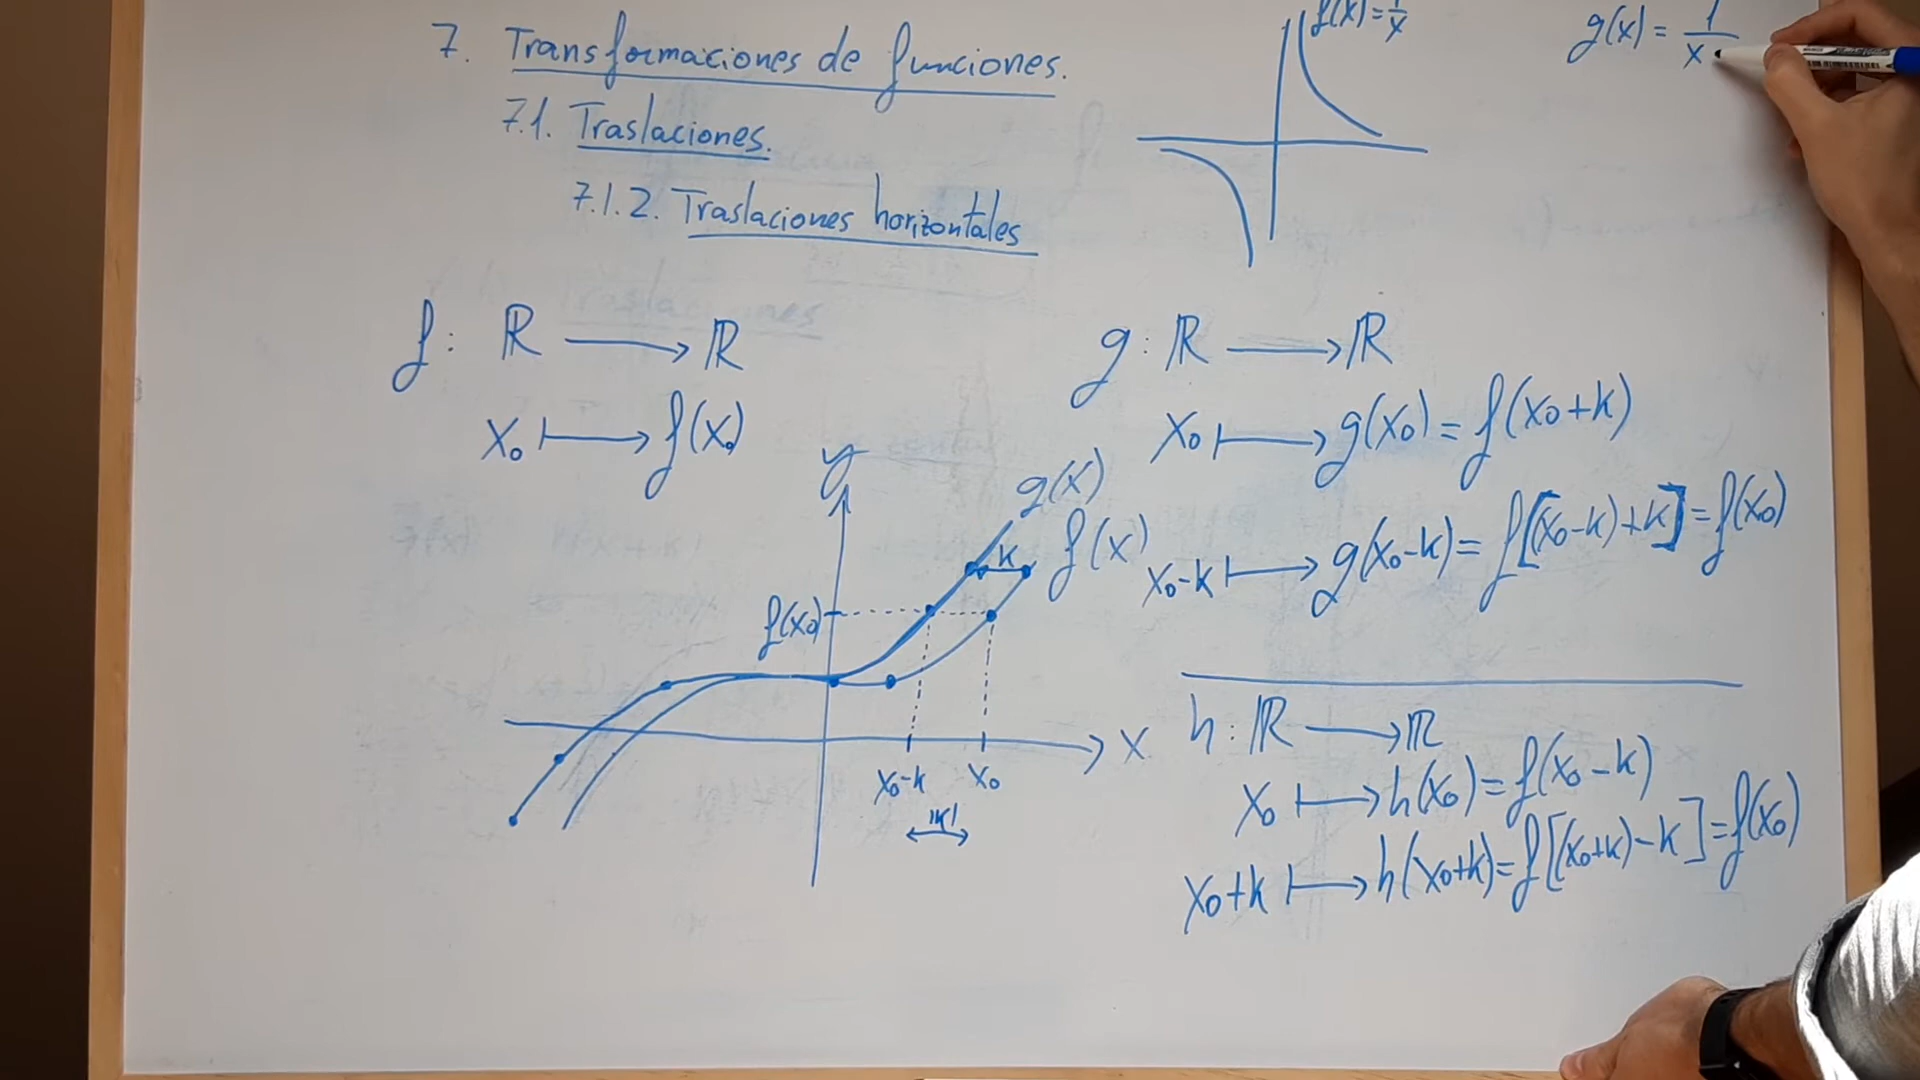 7. Transformaciones de funciones.
7.1. Traslaciones.
7.1.2. Traslaciones horizontales
f(x) = 1/x
g(x) = 1/x
f: ℝ ⟶ ℝ
x₀ ⟼ f(x₀)
g: ℝ ⟶ ℝ
x₀ ⟼ g(x₀) = f(x₀+k)
x₀-k ⟼ g(x₀-k) = f[(x₀-k)+k] = f(x₀)
y
g(x)
k
f(x)
f(x₀)
x
x₀-k x₀
|k|
h: ℝ ⟶ ℝ
x₀ ⟼ h(x₀) = f(x₀-k)
x₀+k ⟼ h(x₀+k) = f[(x₀+k)-k] = f(x₀)